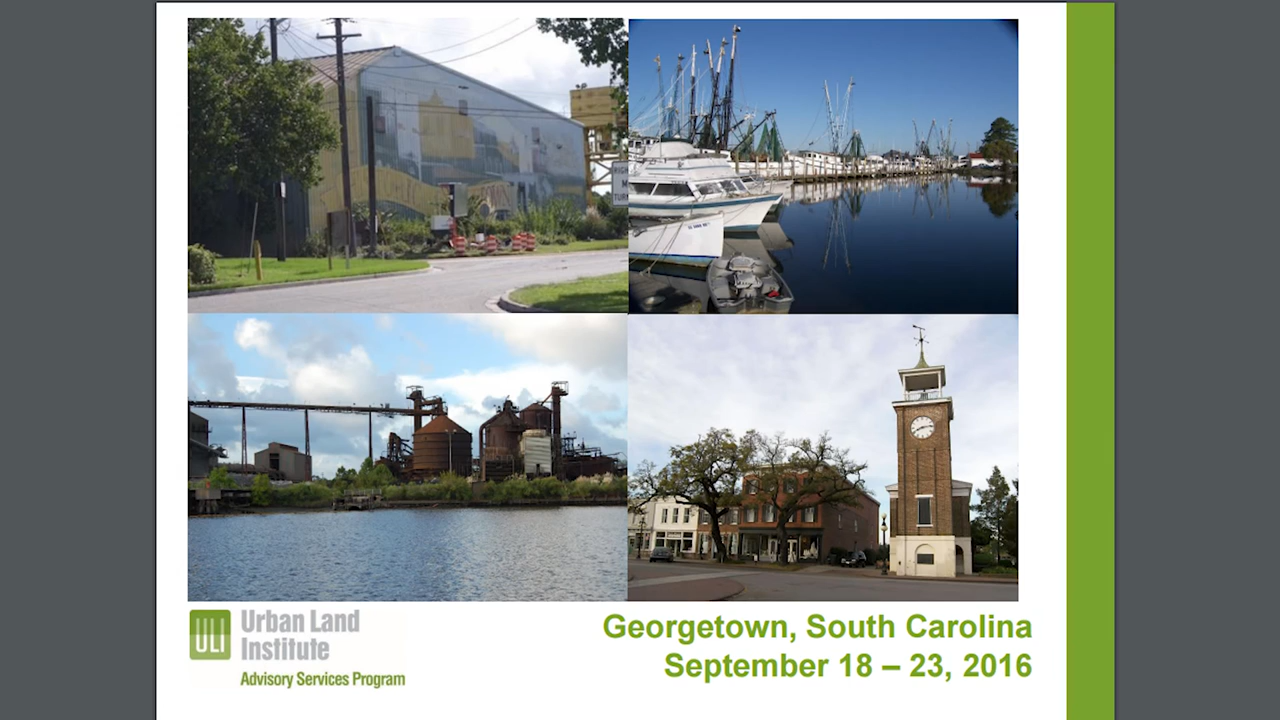 ULI
Urban Land
Institute
Advisory Services Program
Georgetown, South Carolina
September 18 – 23, 2016